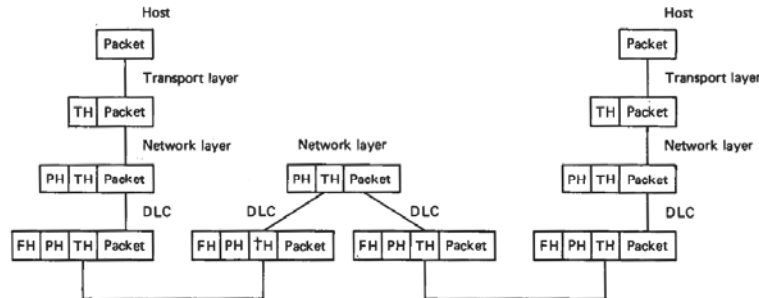 Host Host
Packet Packet
Transport layer Transport layer
TH Packet TH Packet
Network layer Network layer Network layer
PH TH Packet PH TH Packet PH TH Packet
DLC DLC DLC DLC
FH PH TH Packet FH PH TH Packet FH PH TH Packet FH PH TH Packet